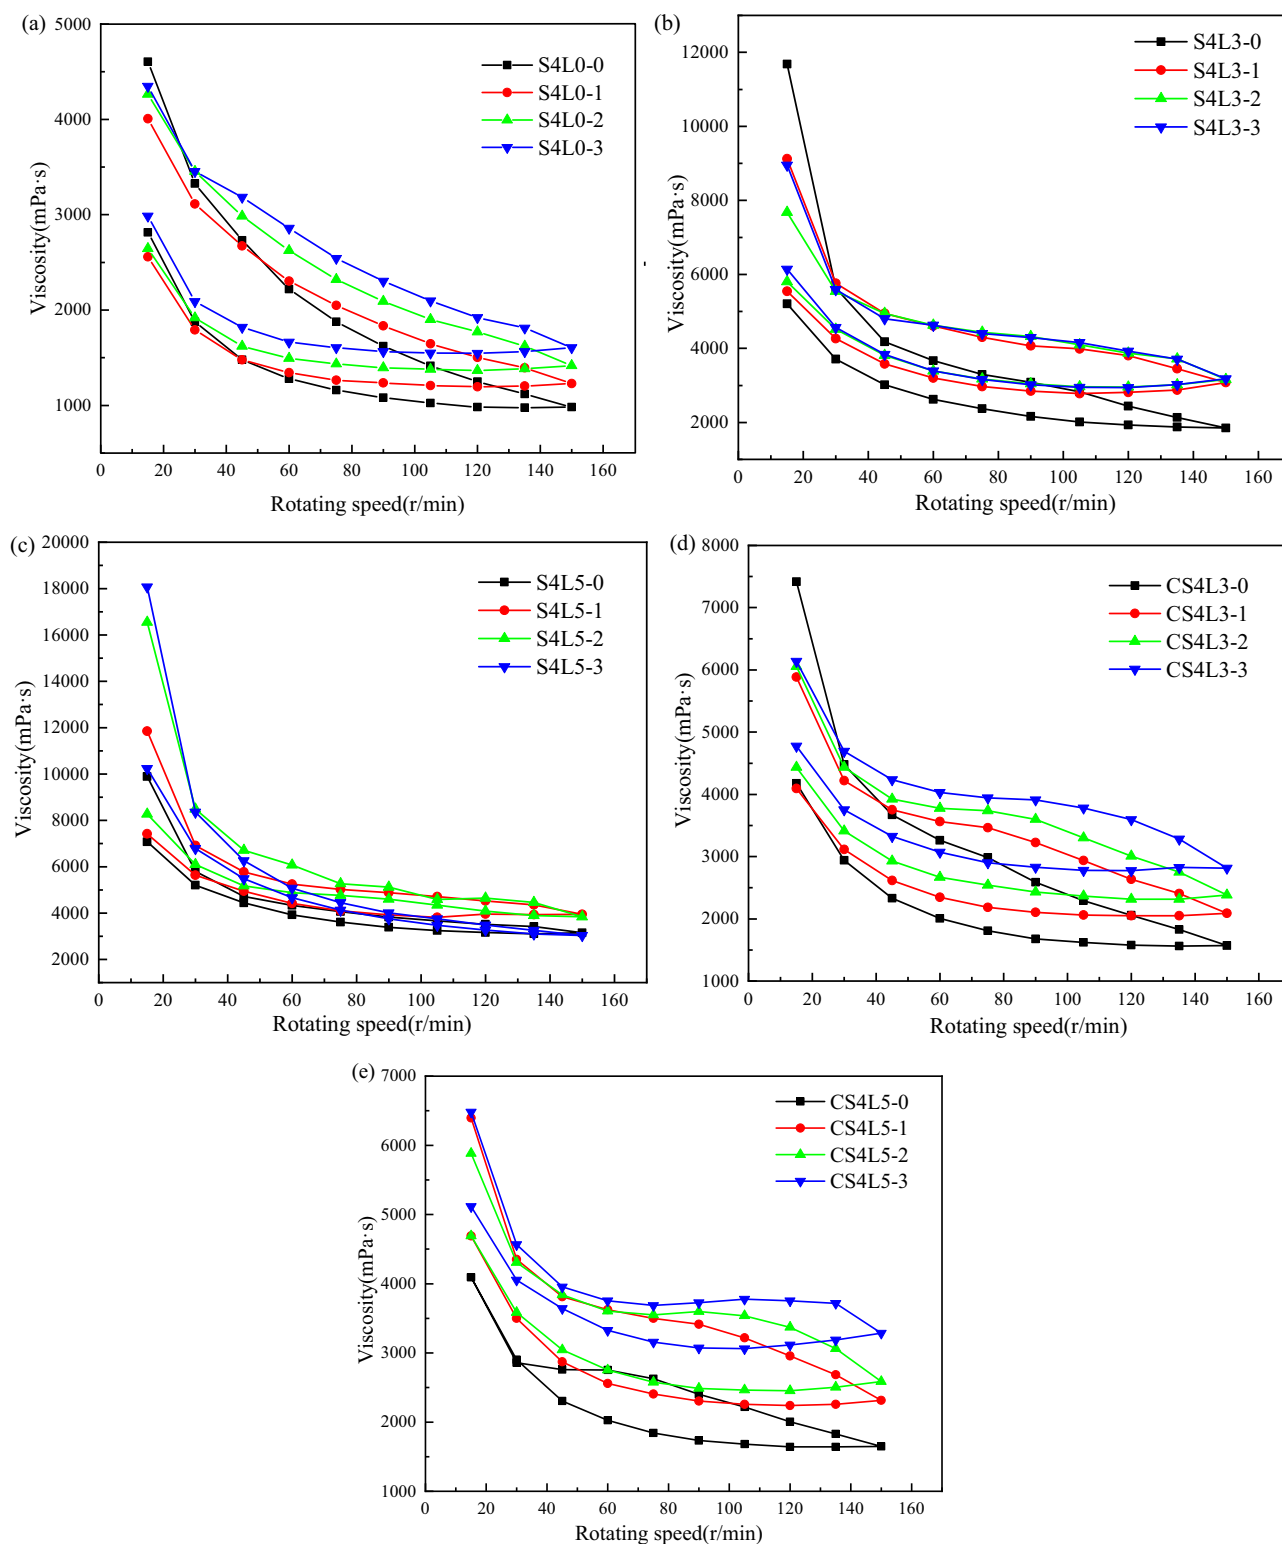 (a)
5000
4000
3000
2000
1000
0 20 40 60 80 100 120 140 160
Viscosity(mPa·s)
Rotating speed(r/min)
S4L0-0
S4L0-1
S4L0-2
S4L0-3
(b)
12000
10000
8000
6000
4000
2000
0 20 40 60 80 100 120 140 160
Viscosity(mPa·s)
Rotating speed(r/min)
S4L3-0
S4L3-1
S4L3-2
S4L3-3
(c)
20000
18000
16000
14000
12000
10000
8000
6000
4000
2000
0 20 40 60 80 100 120 140 160
Viscosity(mPa·s)
Rotating speed(r/min)
S4L5-0
S4L5-1
S4L5-2
S4L5-3
(d)
8000
7000
6000
5000
4000
3000
2000
1000
0 20 40 60 80 100 120 140 160
Viscosity(mPa·s)
Rotating speed(r/min)
CS4L3-0
CS4L3-1
CS4L3-2
CS4L3-3
(e)
7000
6000
5000
4000
3000
2000
1000
0 20 40 60 80 100 120 140 160
Viscosity(mPa·s)
Rotating speed(r/min)
CS4L5-0
CS4L5-1
CS4L5-2
CS4L5-3